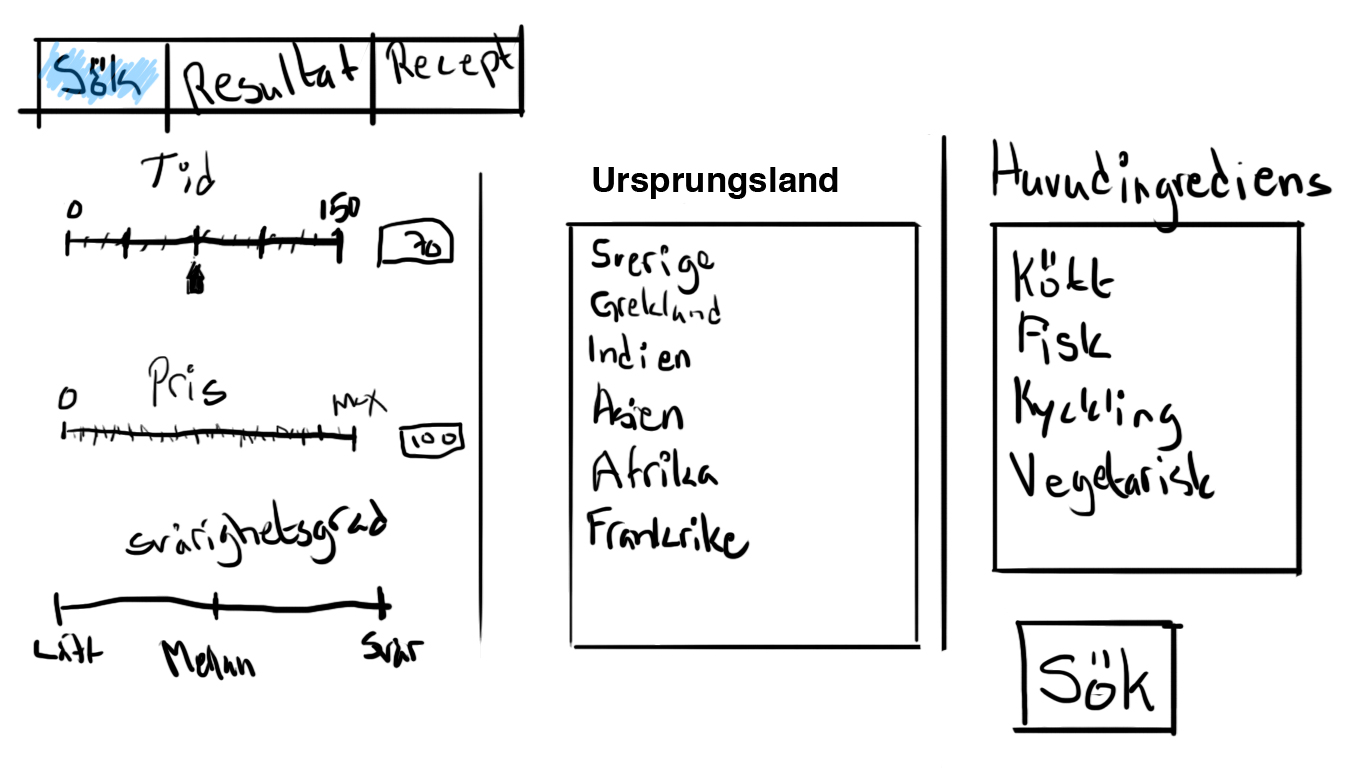 Sök Resultat Recept
Tid
0 150
70
Pris
0 max
100
svårighetsgrad
Lätt Mellan Svår
Ursprungsland
Sverige
Grekland
Indien
Asien
Afrika
Frankrike
Huvudingrediens
Kött
Fisk
Kyckling
Vegetarisk
Sök